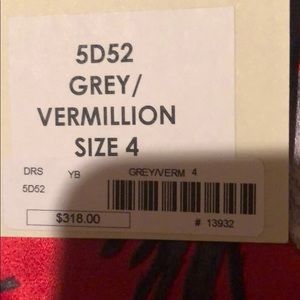 5D52
GREY/
VERMILLION
SIZE 4
DRS YB GREY/VERM 4
5D52
$318.00 # 13932